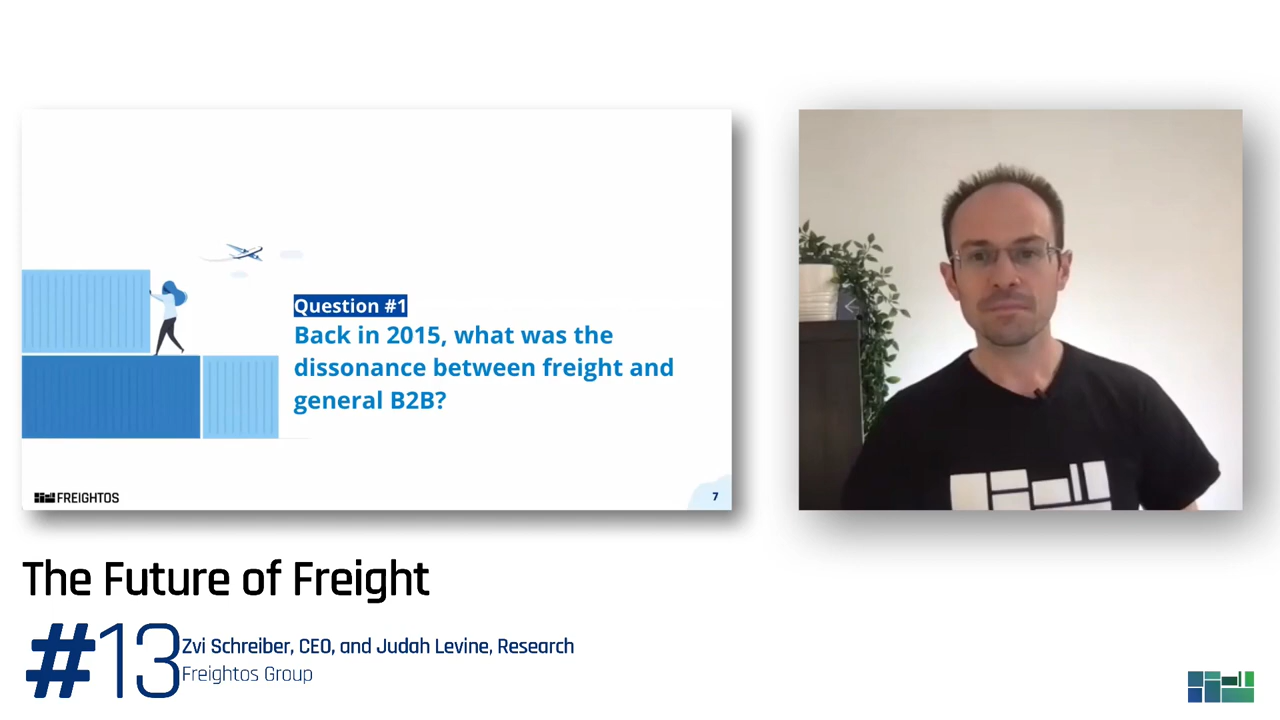 Question #1
Back in 2015, what was the
dissonance between freight and
general B2B?
FREIGHTOS
7
The Future of Freight
#13
Zvi Schreiber, CEO, and Judah Levine, Research
Freightos Group